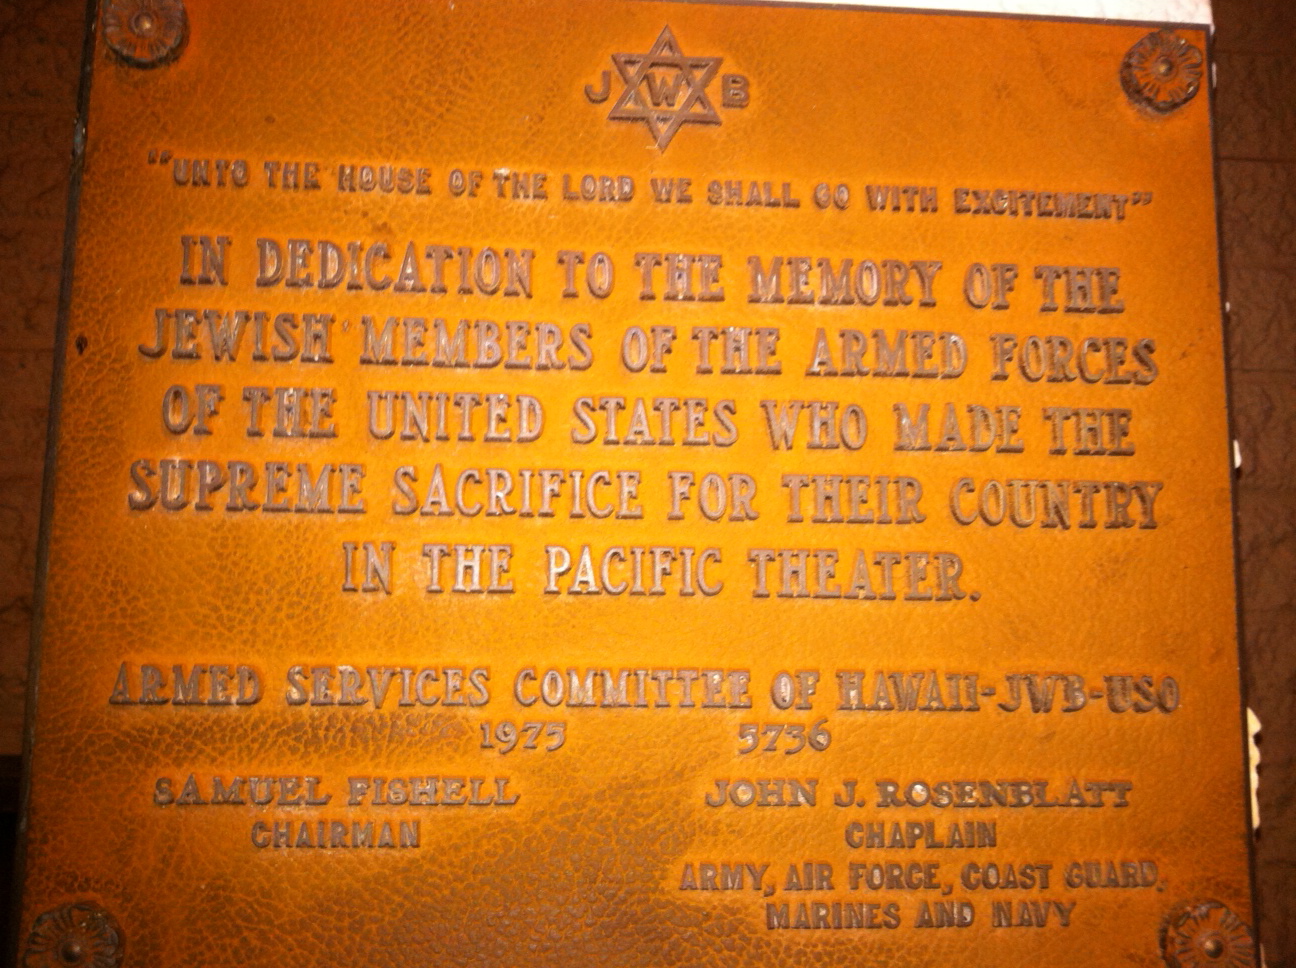 J W B
"UNTO THE HOUSE OF THE LORD WE SHALL GO WITH EXCITEMENT"
IN DEDICATION TO THE MEMORY OF THE
JEWISH MEMBERS OF THE ARMED FORCES
OF THE UNITED STATES WHO MADE THE
SUPREME SACRIFICE FOR THEIR COUNTRY
IN THE PACIFIC THEATER.
ARMED SERVICES COMMITTEE OF HAWAII-JWB-USO
1975 5736
SAMUEL FISHELL JOHN J. ROSENBLATT
CHAIRMAN CHAPLAIN
ARMY, AIR FORCE, COAST GUARD,
MARINES AND NAVY